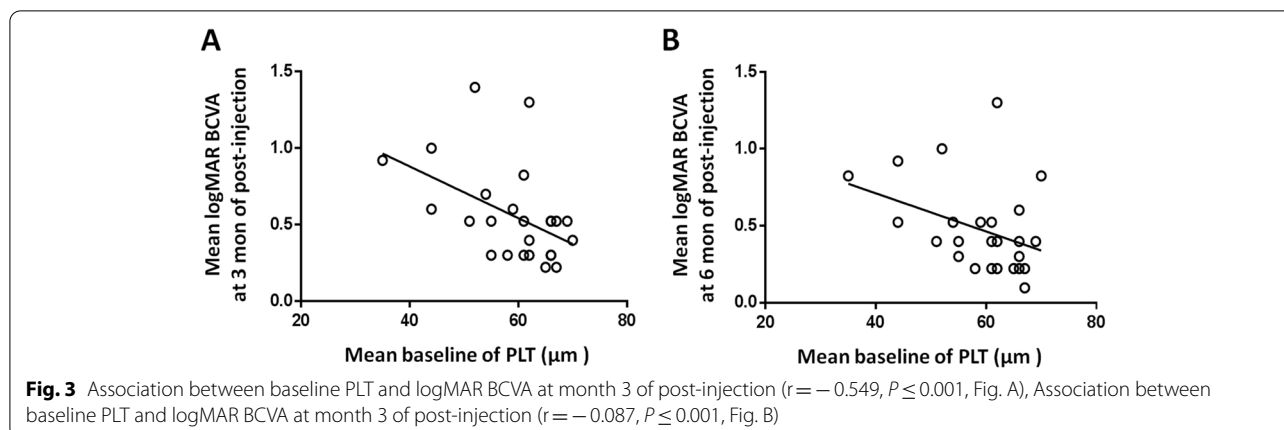 A
B
Mean logMAR BCVA
at 3 mon of post-injection
1.5
1.0
0.5
0.0
20 40 60 80
Mean baseline of PLT (μm )
Mean logMAR BCVA
at 6 mon of post-injection
1.5
1.0
0.5
0.0
20 40 60 80
Mean baseline of PLT (μm )
Fig. 3 Association between baseline PLT and logMAR BCVA at month 3 of post-injection (r = − 0.549, P ≤ 0.001, Fig. A), Association between
baseline PLT and logMAR BCVA at month 3 of post-injection (r = − 0.087, P ≤ 0.001, Fig. B)